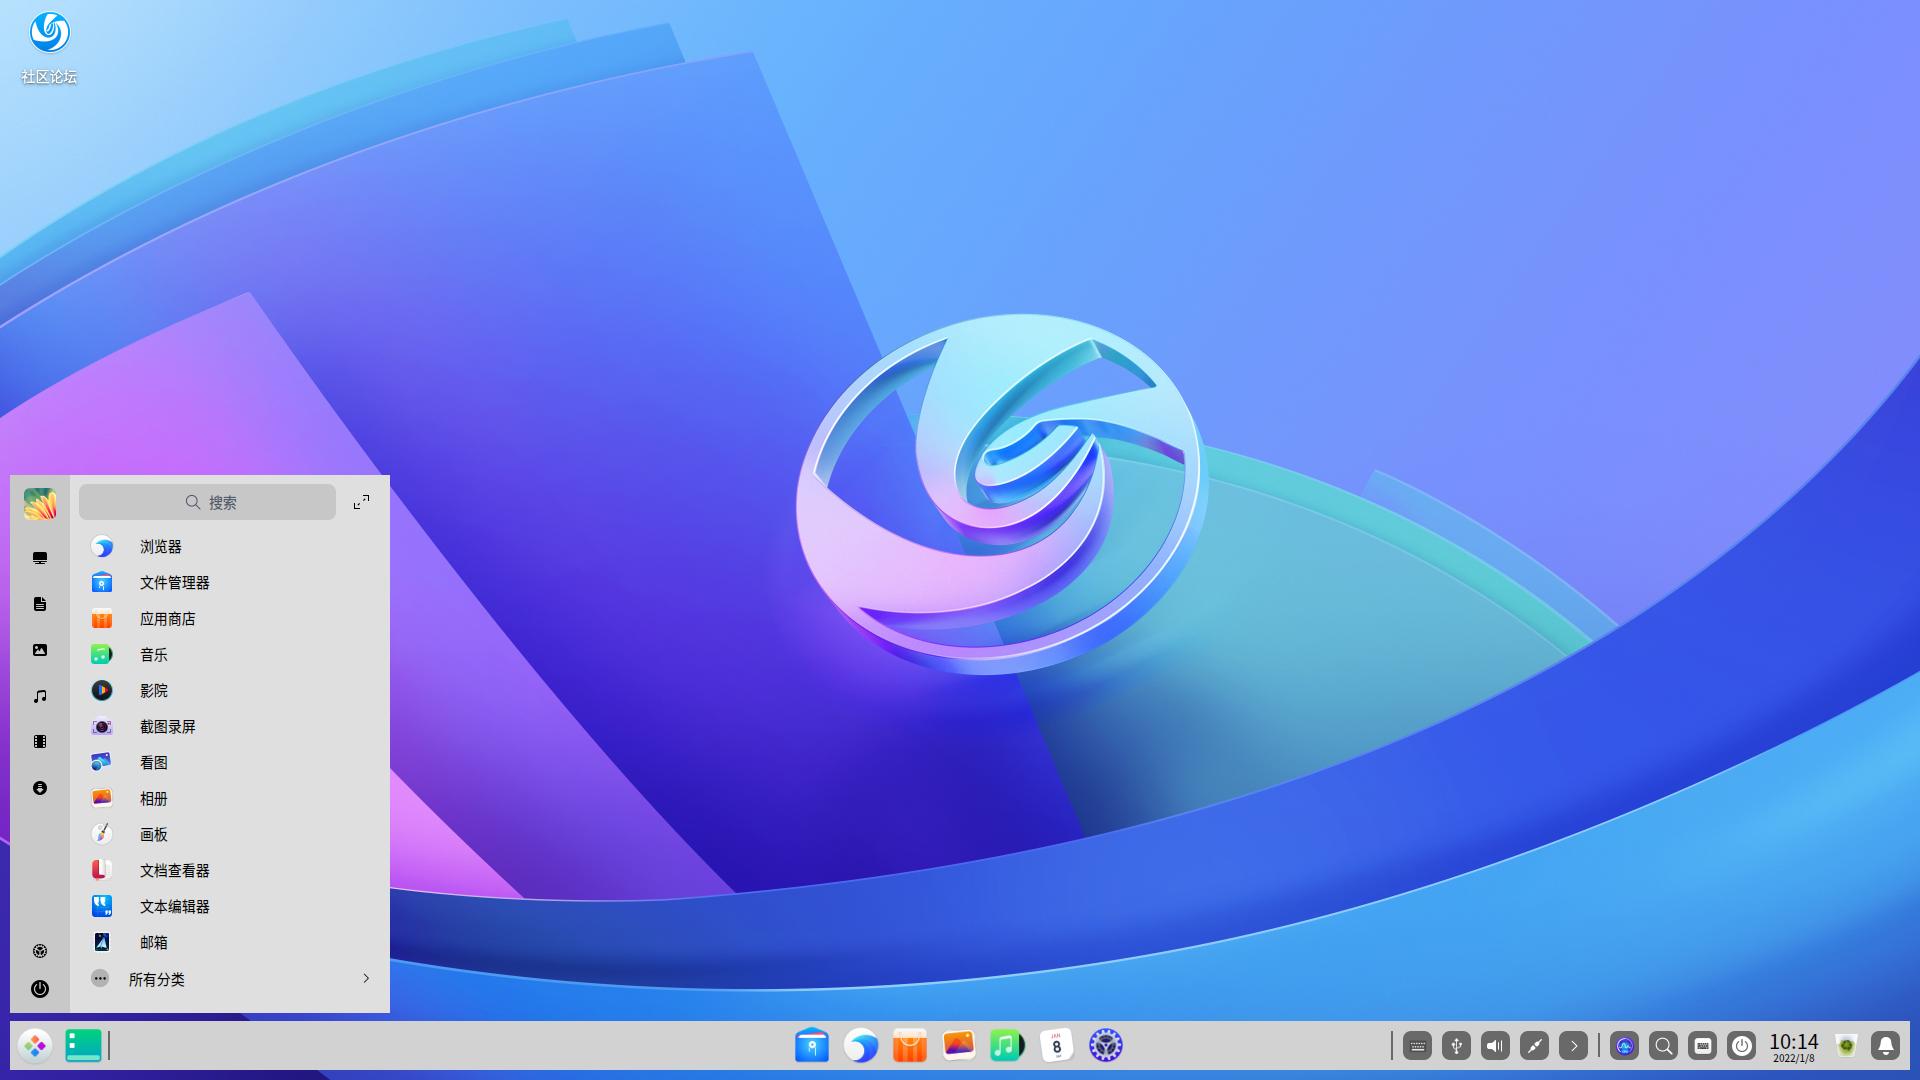 社区论坛
搜索
浏览器
文件管理器
应用商店
音乐
影院
截图录屏
看图
相册
画板
文档查看器
文本编辑器
邮箱
所有分类
JAN
8
10:14
2022/1/8